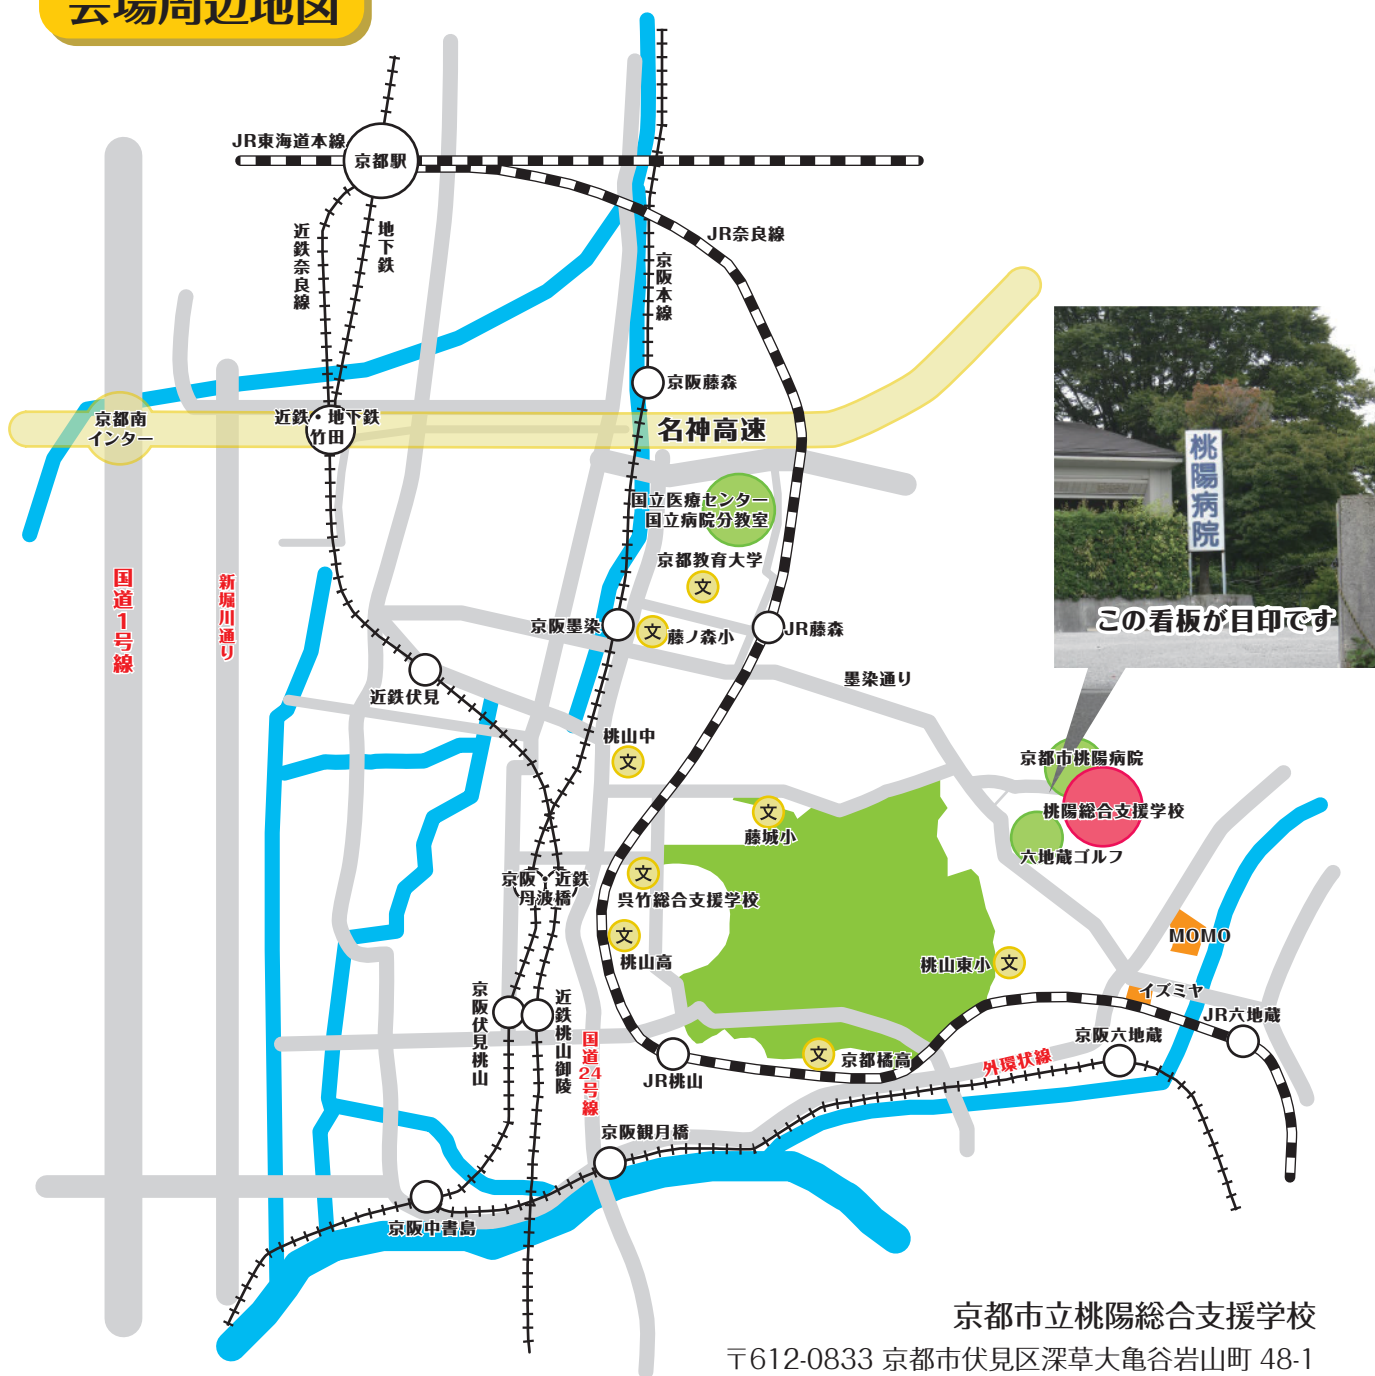 会場周辺地図
JR東海道本線
京都駅
近鉄奈良線
地下鉄
JR奈良線
京阪本線
京阪藤森
京都南
インター
近鉄・地下鉄
竹田
名神高速
国立医療センター
国立病院分教室
京都教育大学
文
国道1号線
新堀川通り
京阪墨染
文
藤ノ森小
JR藤森
桃陽病院
この看板が目印です
近鉄伏見
墨染通り
桃山中
文
京都市桃陽病院
桃陽総合支援学校
六地蔵ゴルフ
文
藤城小
京阪・近鉄
丹波橋
文
呉竹総合支援学校
文
桃山高
桃山東小
文
MOMO
イズミヤ
JR六地蔵
京阪六地蔵
京阪伏見桃山
近鉄桃山御陵
国道24号線
JR桃山
文
京都橘高
外環状線
京阪観月橋
京阪中書島
京都市立桃陽総合支援学校
〒612-0833 京都市伏見区深草大亀谷岩山町 48-1